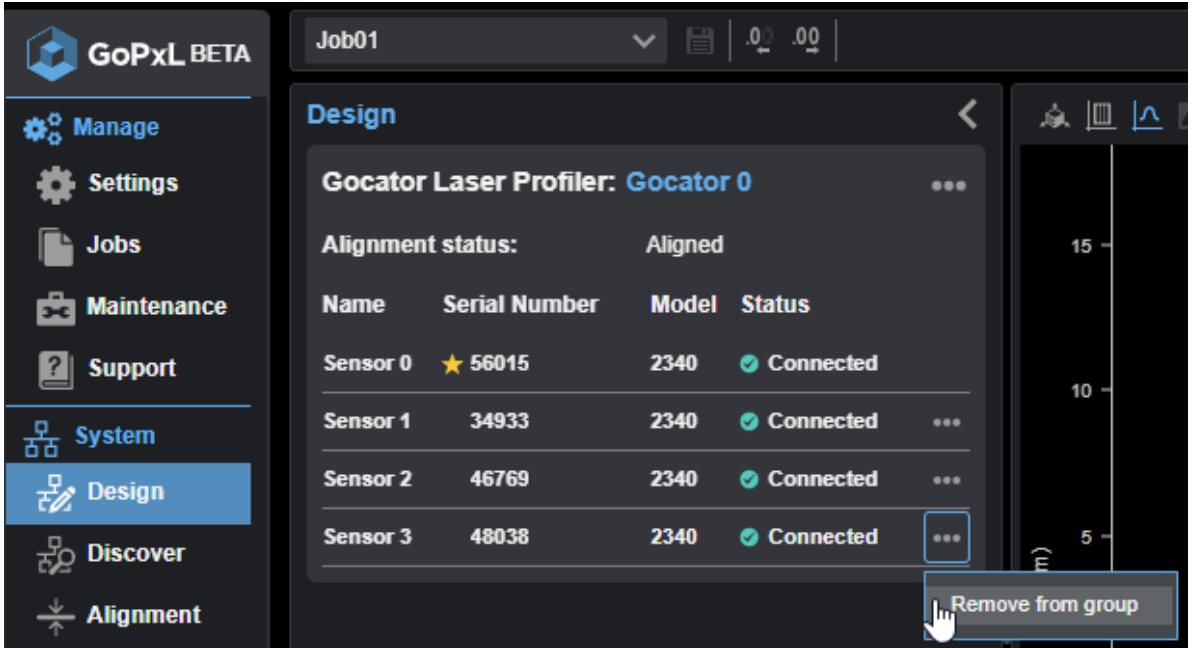 GoPxL BETA
Job01
.00 .00
Manage
Settings
Jobs
Maintenance
Support
System
Design
Discover
Alignment
Design
Gocator Laser Profiler: Gocator 0
Alignment status: Aligned
Name Serial Number Model Status
Sensor 0 56015 2340 Connected
Sensor 1 34933 2340 Connected
Sensor 2 46769 2340 Connected
Sensor 3 48038 2340 Connected
Remove from group
15
10
5
m)